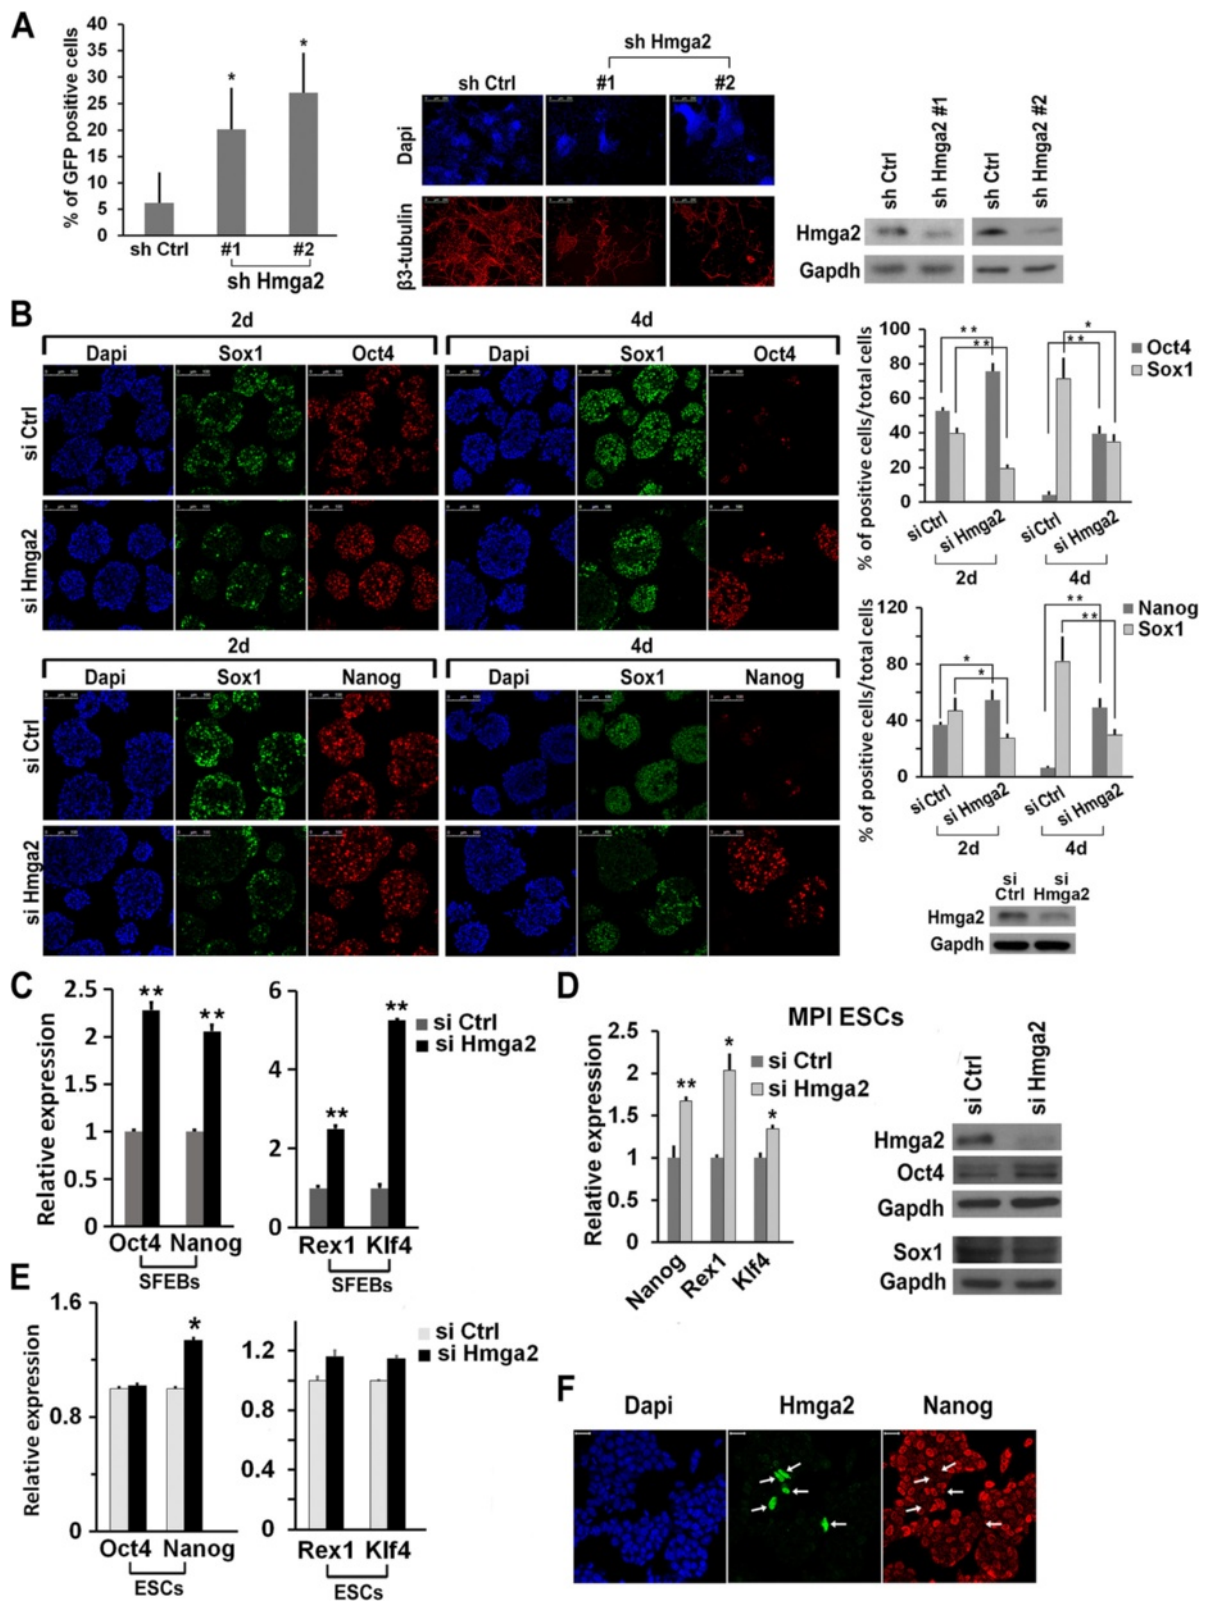 A
40
35
30
25
20
15
10
5
0
% of GFP positive cells
*
*
sh Ctrl
#1
#2
sh Hmga2
sh Hmga2
sh Ctrl
#1
#2
Dapi
β3-tubulin
sh Ctrl
sh Hmga2 #1
sh Ctrl
sh Hmga2 #2
Hmga2
Gapdh
B
2d
4d
Dapi
Sox1
Oct4
Dapi
Sox1
Oct4
si Ctrl
si Hmga2
2d
4d
Dapi
Sox1
Nanog
Dapi
Sox1
Nanog
si Ctrl
si Hmga2
% of positive cells/total cells
100
80
60
40
20
0
**
**
*
**
Oct4
Sox1
si Ctrl
si Hmga2
si Ctrl
si Hmga2
2d
4d
% of positive cells/total cells
120
80
40
0
*
*
**
**
Nanog
Sox1
si Ctrl
si Hmga2
si Ctrl
si Hmga2
2d
4d
si Ctrl
si Hmga2
Hmga2
Gapdh
C
Relative expression
2.5
2
1.5
1
0.5
0
**
**
Oct4 Nanog
SFEBs
6
4
2
0
**
**
si Ctrl
si Hmga2
Rex1 Klf4
SFEBs
D
MPI ESCs
Relative expression
2.5
2
1.5
1
0.5
0
**
*
*
si Ctrl
si Hmga2
Nanog
Rex1
Klf4
si Ctrl
si Hmga2
Hmga2
Oct4
Gapdh
Sox1
Gapdh
E
Relative expression
1.6
0.8
0
*
Oct4 Nanog
ESCs
1.2
0.8
0.4
0
si Ctrl
si Hmga2
Rex1 Klf4
ESCs
F
Dapi
Hmga2
Nanog